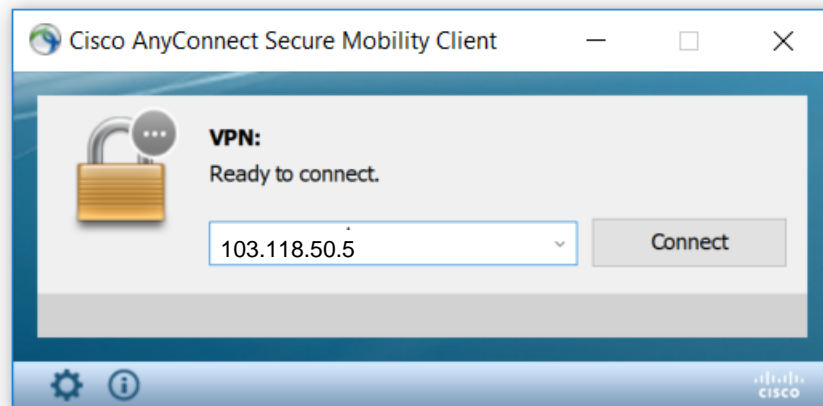 Cisco AnyConnect Secure Mobility Client
VPN:
Ready to connect.
103.118.50.5
Connect
CISCO